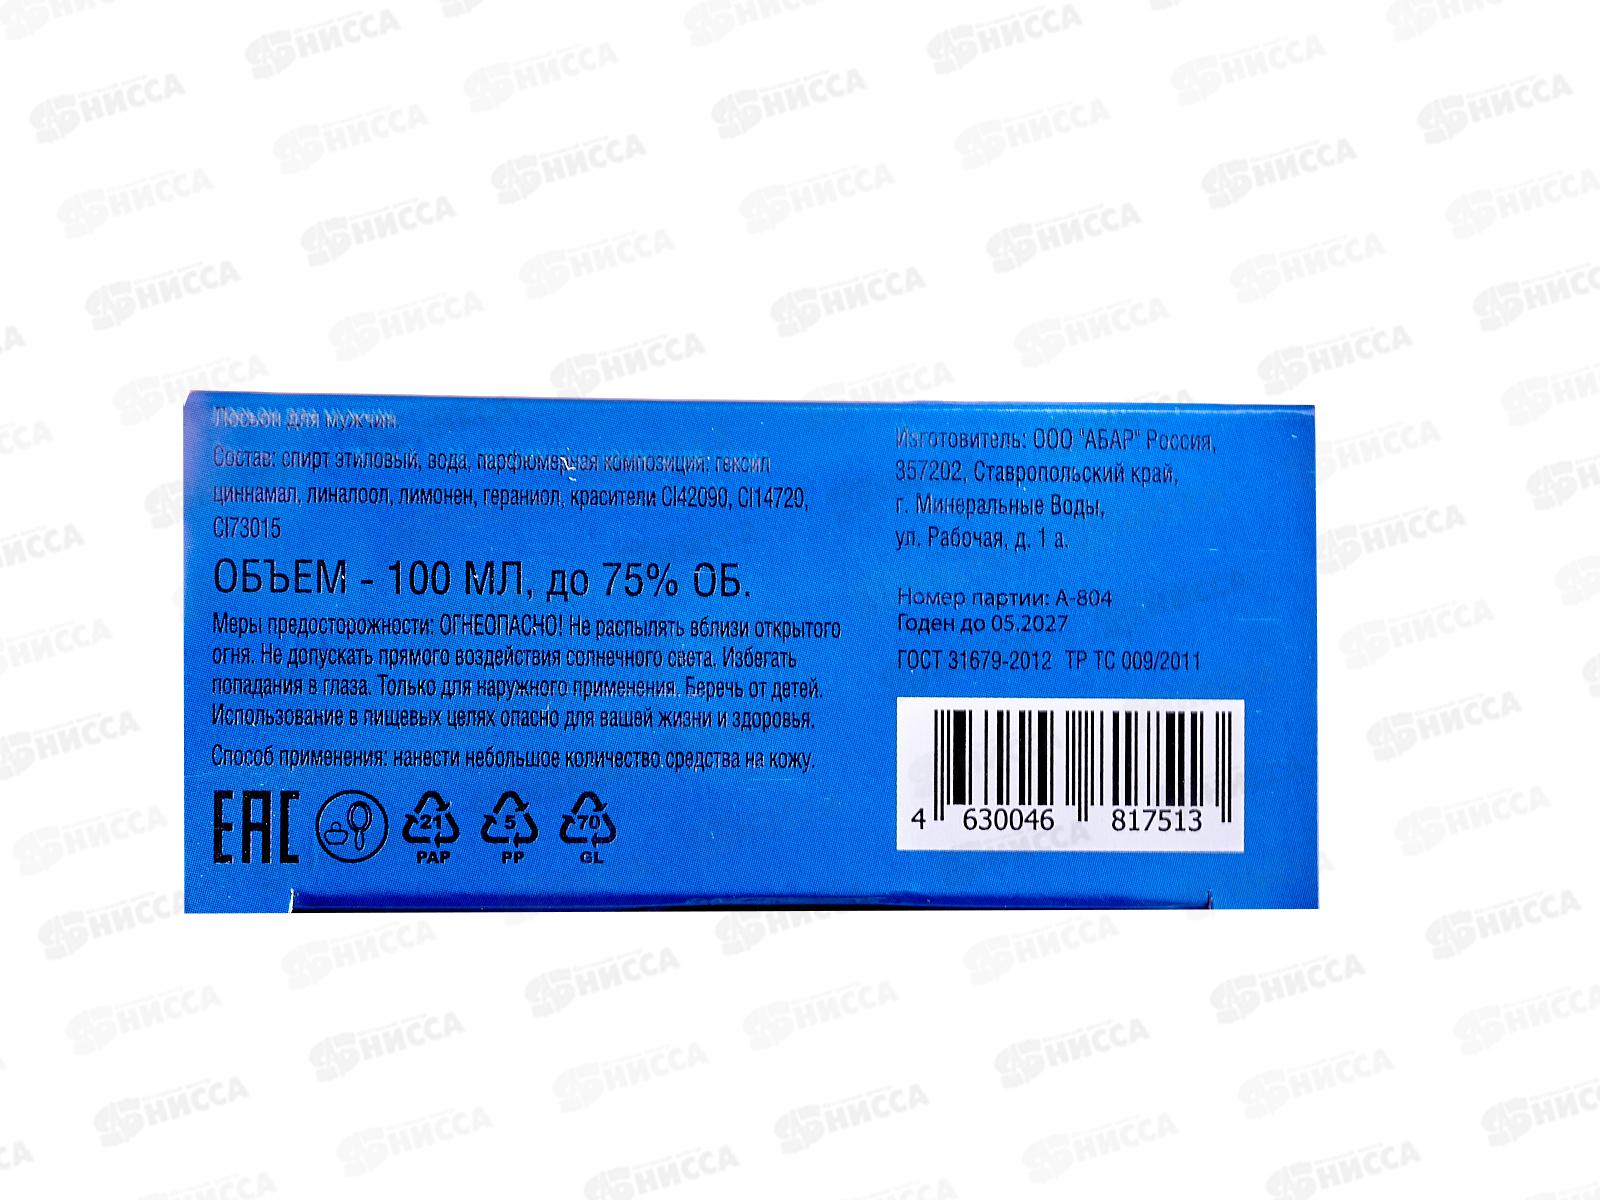 Лосьон для мужчин.
Состав: спирт этиловый, вода, парфюмерная композиция: гексил
циннамал, линалоол, лимонен, гераниол, красители CI42090, CI14720,
CI73015
ОБЪЕМ - 100 МЛ, до 75% ОБ.
Меры предосторожности: ОГНЕОПАСНО! Не распылять вблизи открытого
огня. Не допускать прямого воздействия солнечного света. Избегать
попадания в глаза. Только для наружного применения. Беречь от детей.
Использование в пищевых целях опасно для вашей жизни и здоровья.
Способ применения: нанести небольшое количество средства на кожу.
EAC
21
PAP
5
PP
70
GL
Изготовитель: ООО "АБАР" Россия,
357202, Ставропольский край,
г. Минеральные Воды,
ул. Рабочая, д. 1 а.
Номер партии: А-804
Годен до 05.2027
ГОСТ 31679-2012 ТР ТС 009/2011
4 630046 817513
НИССА